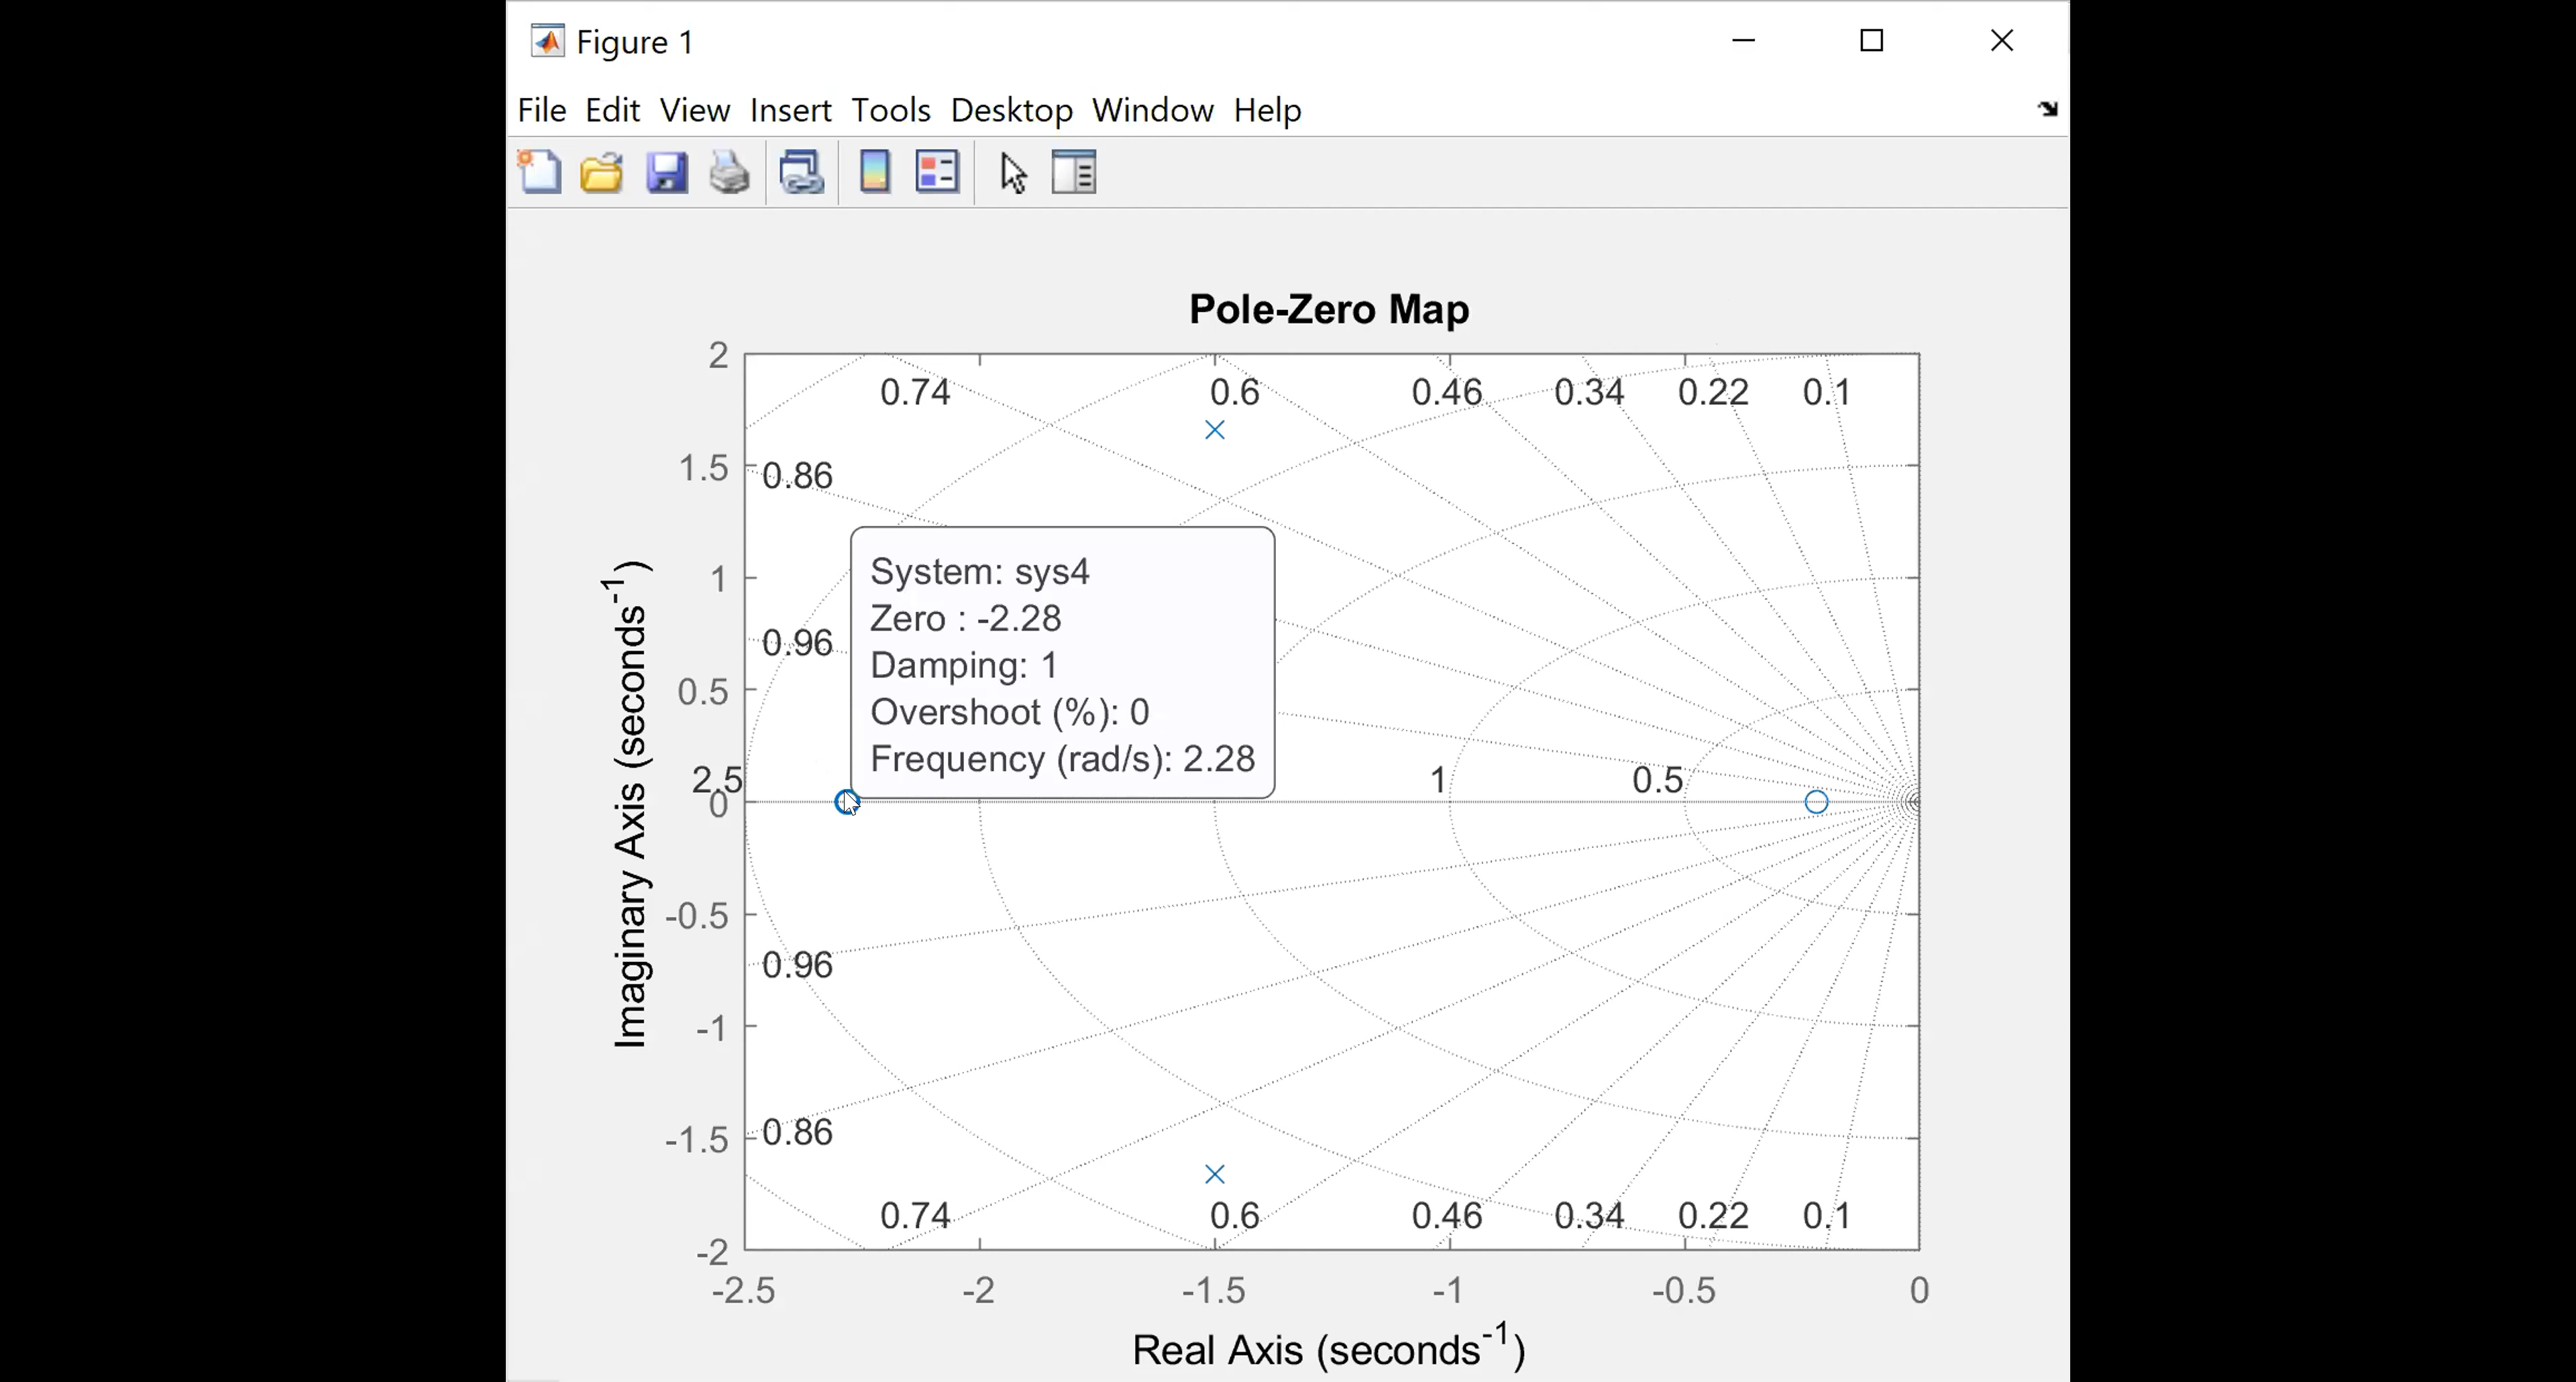 Figure 1
File Edit View Insert Tools Desktop Window Help
Pole-Zero Map
2
0.74 0.6 0.46 0.34 0.22 0.1
1.5
0.86
System: sys4
1
Zero : -2.28
0.96
Damping: 1
0.5
Overshoot (%): 0
Frequency (rad/s): 2.28
2.5 1 0.5
0
-0.5
0.96
-1
0.86
-1.5
0.74 0.6 0.46 0.34 0.22 0.1
-2
-2.5 -2 -1.5 -1 -0.5 0
Real Axis (seconds⁻¹)
Imaginary Axis (seconds⁻¹)